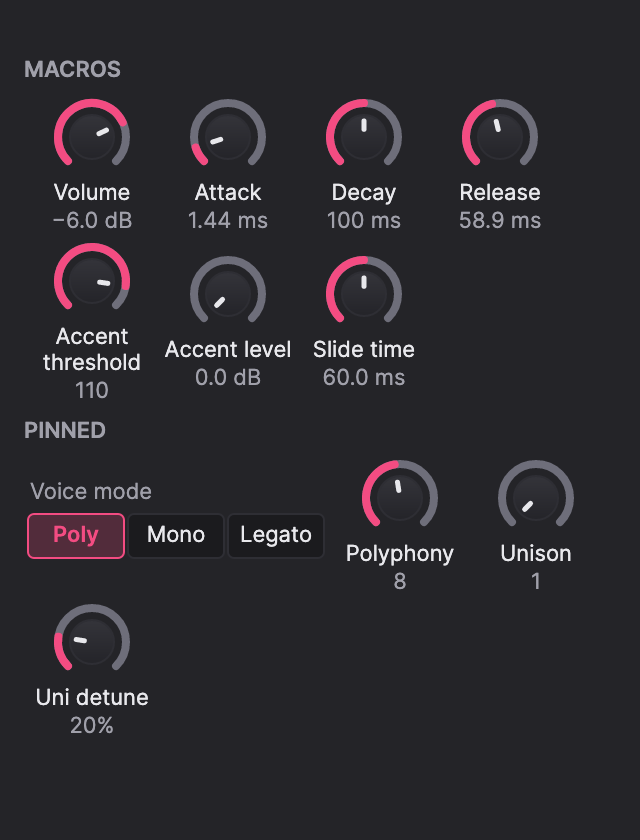 MACROS
Volume
−6.0 dB
Attack
1.44 ms
Decay
100 ms
Release
58.9 ms
Accent
threshold
110
Accent level
0.0 dB
Slide time
60.0 ms
PINNED
Voice mode
Poly
Mono
Legato
Polyphony
8
Unison
1
Uni detune
20%